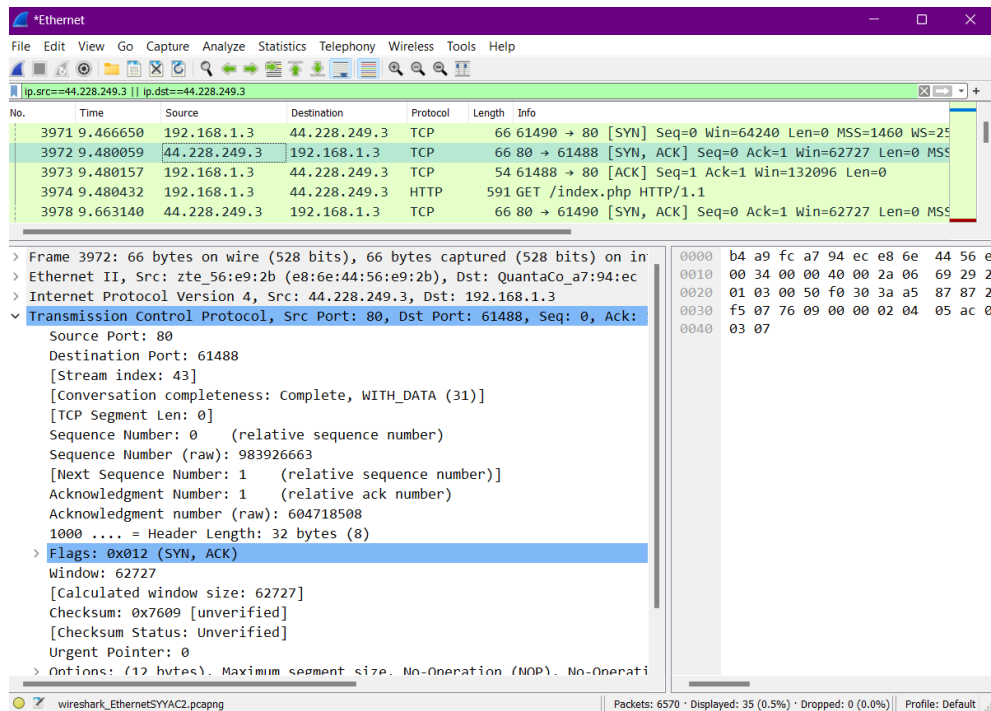 *Ethernet
File Edit View Go Capture Analyze Statistics Telephony Wireless Tools Help
ip.src==44.228.249.3 || ip.dst==44.228.249.3
No. Time Source Destination Protocol Length Info
3971 9.466650 192.168.1.3 44.228.249.3 TCP 66 61490 → 80 [SYN] Seq=0 Win=64240 Len=0 MSS=1460 WS=25
3972 9.480059 44.228.249.3 192.168.1.3 TCP 66 80 → 61488 [SYN, ACK] Seq=0 Ack=1 Win=62727 Len=0 MSS
3973 9.480157 192.168.1.3 44.228.249.3 TCP 54 61488 → 80 [ACK] Seq=1 Ack=1 Win=132096 Len=0
3974 9.480432 192.168.1.3 44.228.249.3 HTTP 591 GET /index.php HTTP/1.1
3978 9.663140 44.228.249.3 192.168.1.3 TCP 66 80 → 61490 [SYN, ACK] Seq=0 Ack=1 Win=62727 Len=0 MSS
Frame 3972: 66 bytes on wire (528 bits), 66 bytes captured (528 bits) on in
Ethernet II, Src: zte_56:e9:2b (e8:6e:44:56:e9:2b), Dst: QuantaCo_a7:94:ec
Internet Protocol Version 4, Src: 44.228.249.3, Dst: 192.168.1.3
Transmission Control Protocol, Src Port: 80, Dst Port: 61488, Seq: 0, Ack:
Source Port: 80
Destination Port: 61488
[Stream index: 43]
[Conversation completeness: Complete, WITH_DATA (31)]
[TCP Segment Len: 0]
Sequence Number: 0 (relative sequence number)
Sequence Number (raw): 983926663
[Next Sequence Number: 1 (relative sequence number)]
Acknowledgment Number: 1 (relative ack number)
Acknowledgment number (raw): 604718508
1000 .... = Header Length: 32 bytes (8)
Flags: 0x012 (SYN, ACK)
Window: 62727
[Calculated window size: 62727]
Checksum: 0x7609 [unverified]
[Checksum Status: Unverified]
Urgent Pointer: 0
Options: (12 bytes), Maximum segment size, No-Operation (NOP), No-Operati
0000 b4 a9 fc a7 94 ec e8 6e 44 56 e
0010 00 34 00 00 40 00 2a 06 69 29 2
0020 01 03 00 50 f0 30 3a a5 87 87 2
0030 f5 07 76 09 00 00 02 04 05 ac 0
0040 03 07
wireshark_EthernetSYYAC2.pcapng
Packets: 6570 · Displayed: 35 (0.5%) · Dropped: 0 (0.0%)
Profile: Default